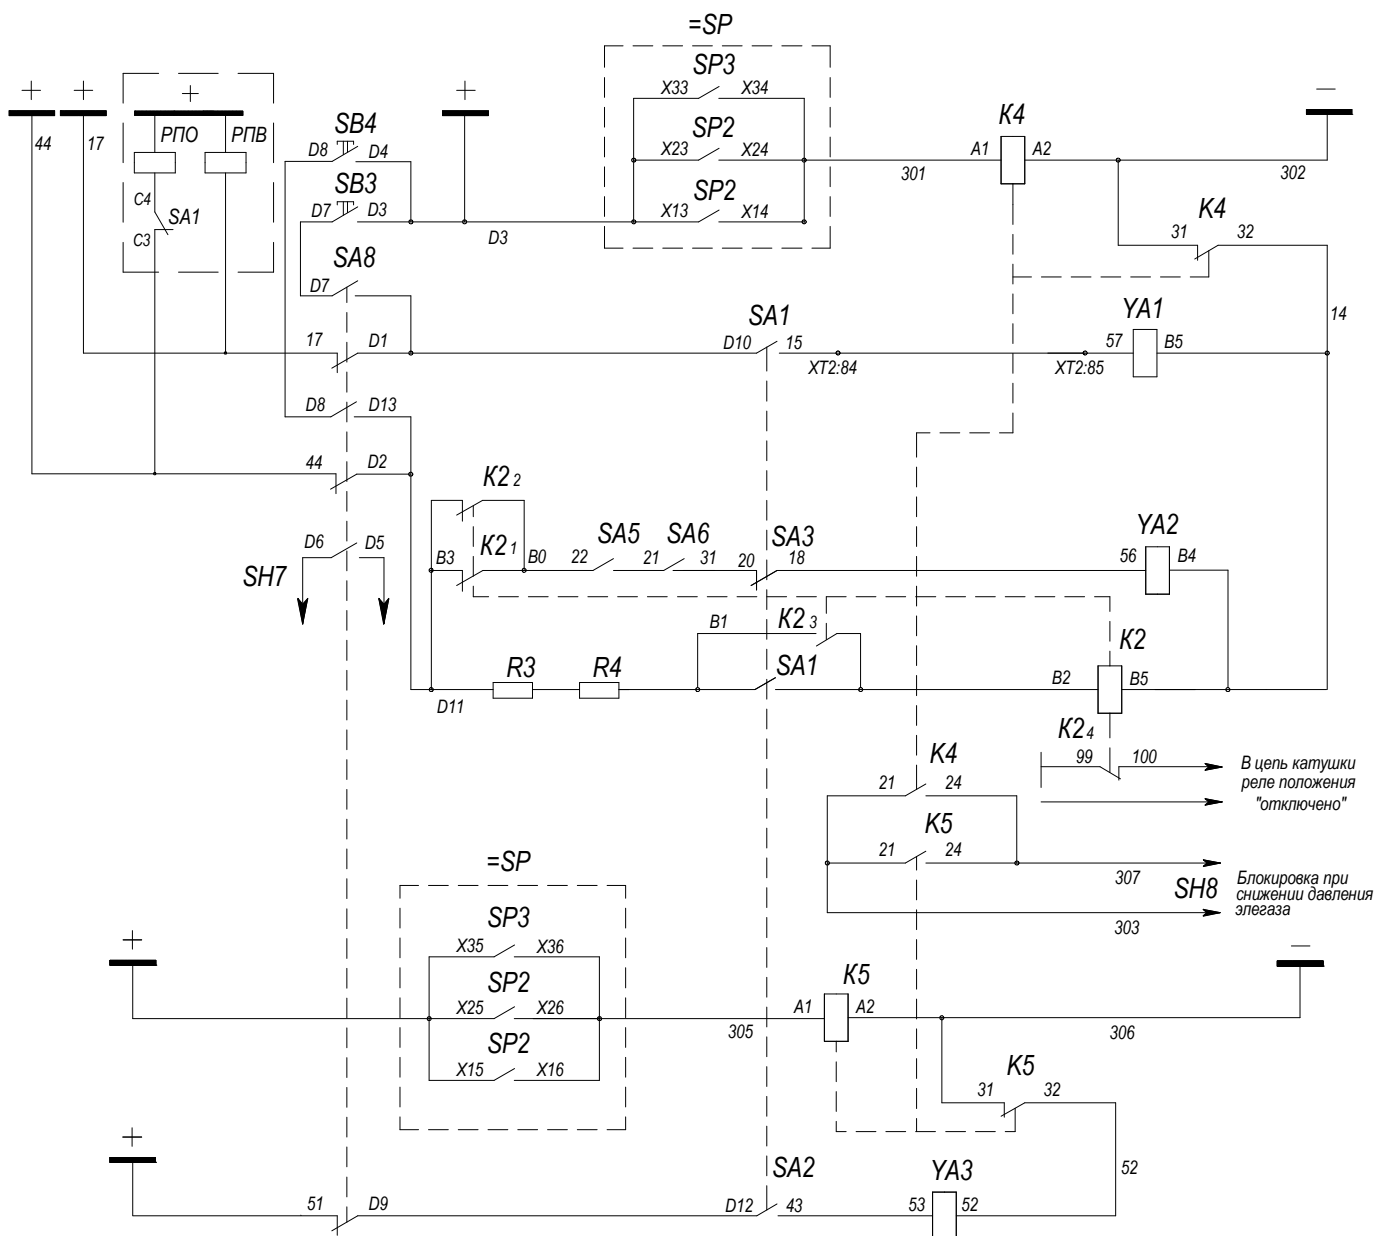 =SP
SP3
X33 X34
SP2
X23 X24
SP2
X13 X14
+ + + +
44 17
РПО РПВ
C4
SA1
C3
SB4
D8 D4
SB3
D7 D3
D3
SA8
D7
K4
A1 A2
301 302
−
K4
31 32
14
17 D1
SA1
D10 15
XT2:84 XT2:85
YA1
57 B5
D8 D13
44 D2
K2 2
K2 1
B3 B0
SA5
22
SA6
21 31
SA3
20 18
YA2
56 B4
D6 D5
SH7
B1 K2 3
R3 R4
D11
SA1
K2
B2 B5
K2 4
99 100
В цепь катушки
реле положения
"отключено"
K4
21 24
K5
21 24
307
SH8
303
Блокировка при
снижении давления
элегаза
=SP
SP3
X35 X36
SP2
X25 X26
SP2
X15 X16
+
305
K5
A1 A2
306
−
K5
31 32
52
+
51 D9
SA2
D12 43
YA3
53 52